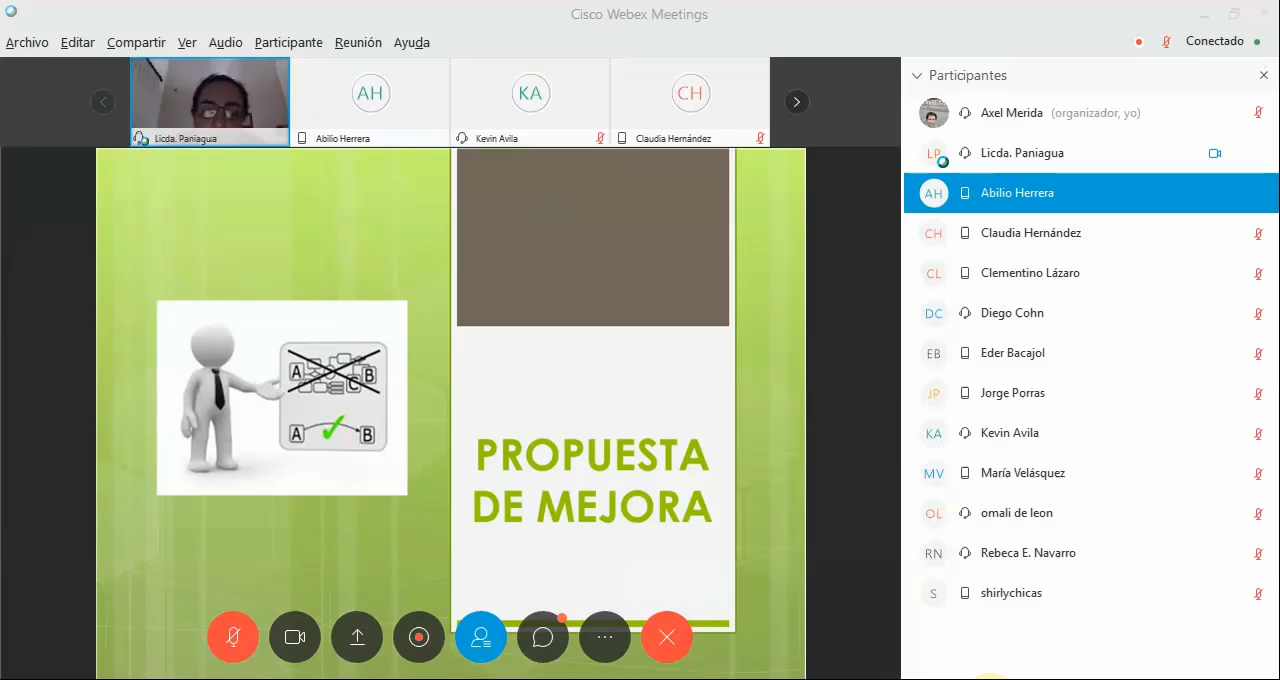 Cisco Webex Meetings
Archivo Editar Compartir Ver Audio Participante Reunión Ayuda
Conectado
Licda. Paniagua
AH
Abilio Herrera
KA
Kevin Avila
CH
Claudia Hernández
A
B
C
A
B
PROPUESTA
DE MEJORA
Participantes
Axel Merida (organizador, yo)
LP Licda. Paniagua
AH Abilio Herrera
CH Claudia Hernández
CL Clementino Lázaro
DC Diego Cohn
EB Eder Bacajol
JP Jorge Porras
KA Kevin Avila
MV María Velásquez
OL omali de leon
RN Rebeca E. Navarro
S shirlychicas